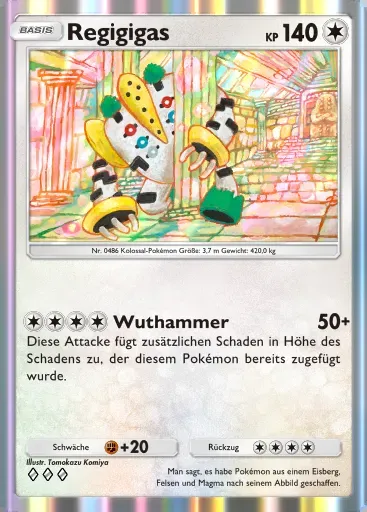 BASIS Regigigas KP 140
Nr. 0486 Kolossal-Pokémon Größe: 3,7 m Gewicht: 420,0 kg
Wuthammer 50+
Diese Attacke fügt zusätzlichen Schaden in Höhe des
Schadens zu, der diesem Pokémon bereits zugefügt
wurde.
Schwäche +20 Rückzug
Illustr. Tomokazu Komiya
Man sagt, es habe Pokémon aus einem Eisberg,
Felsen und Magma nach seinem Abbild geschaffen.